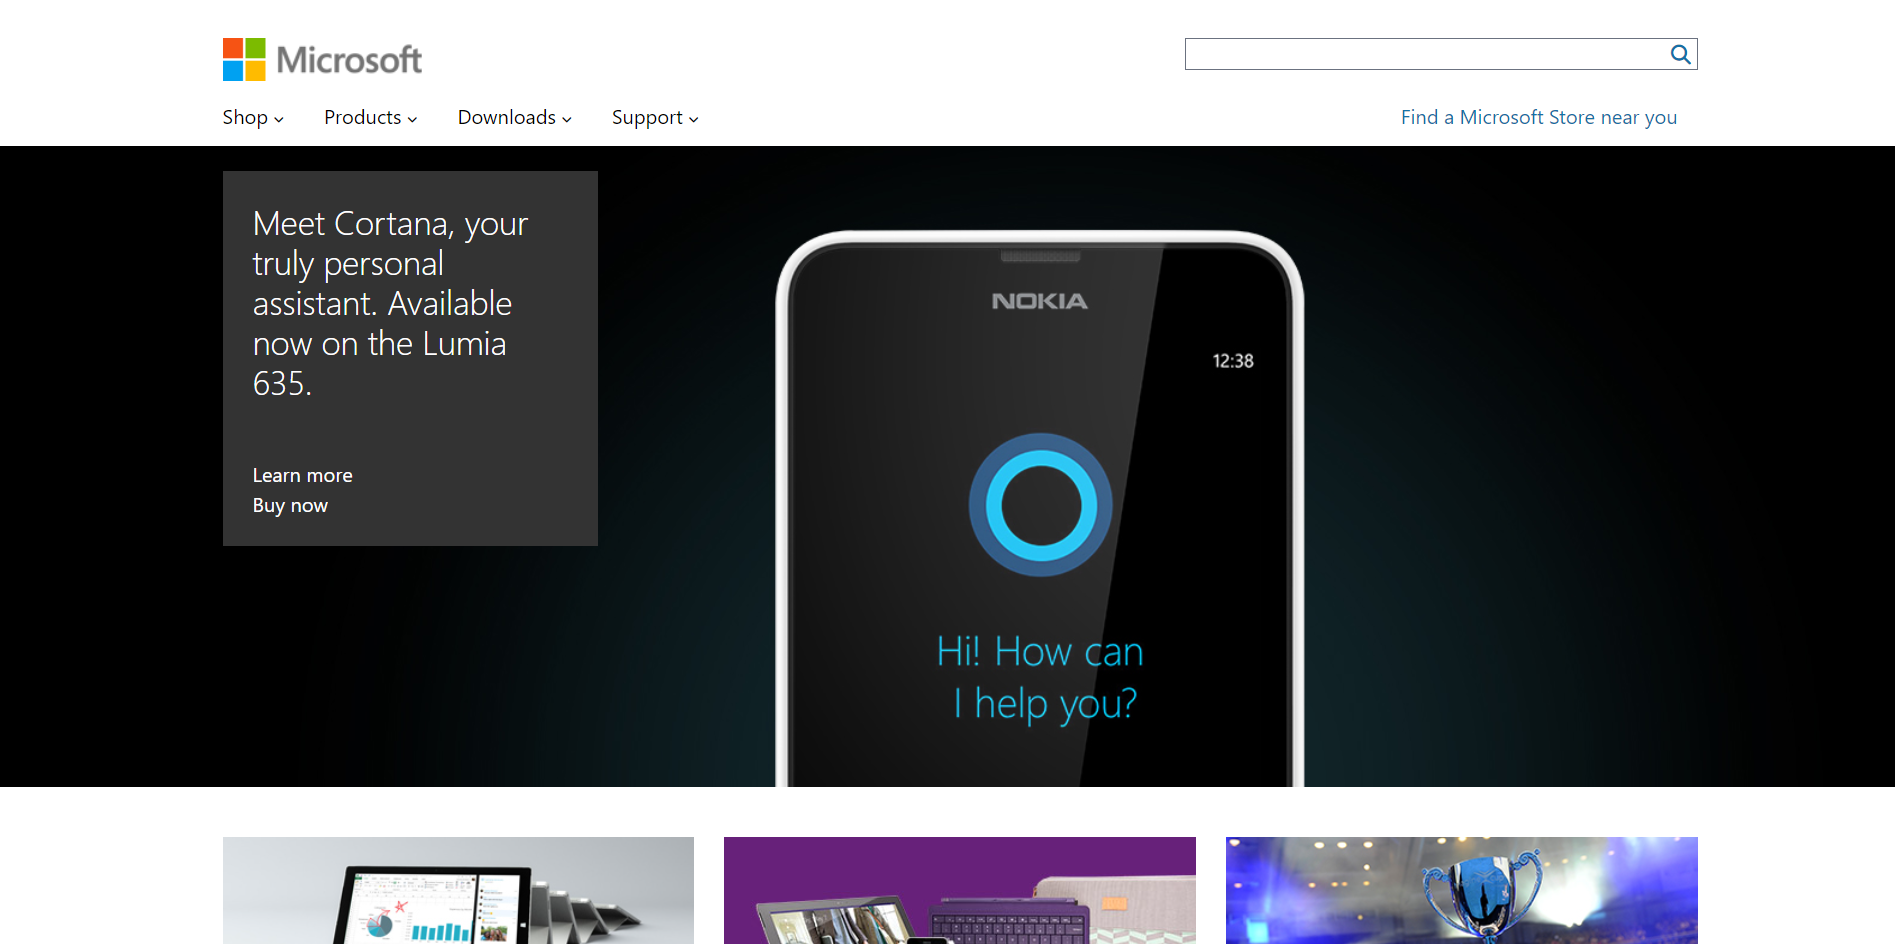 Microsoft
Shop
Products
Downloads
Support
Find a Microsoft Store near you
Meet Cortana, your
truly personal
assistant. Available
now on the Lumia
635.
Learn more
Buy now
NOKIA
12:38
Hi! How can
I help you?